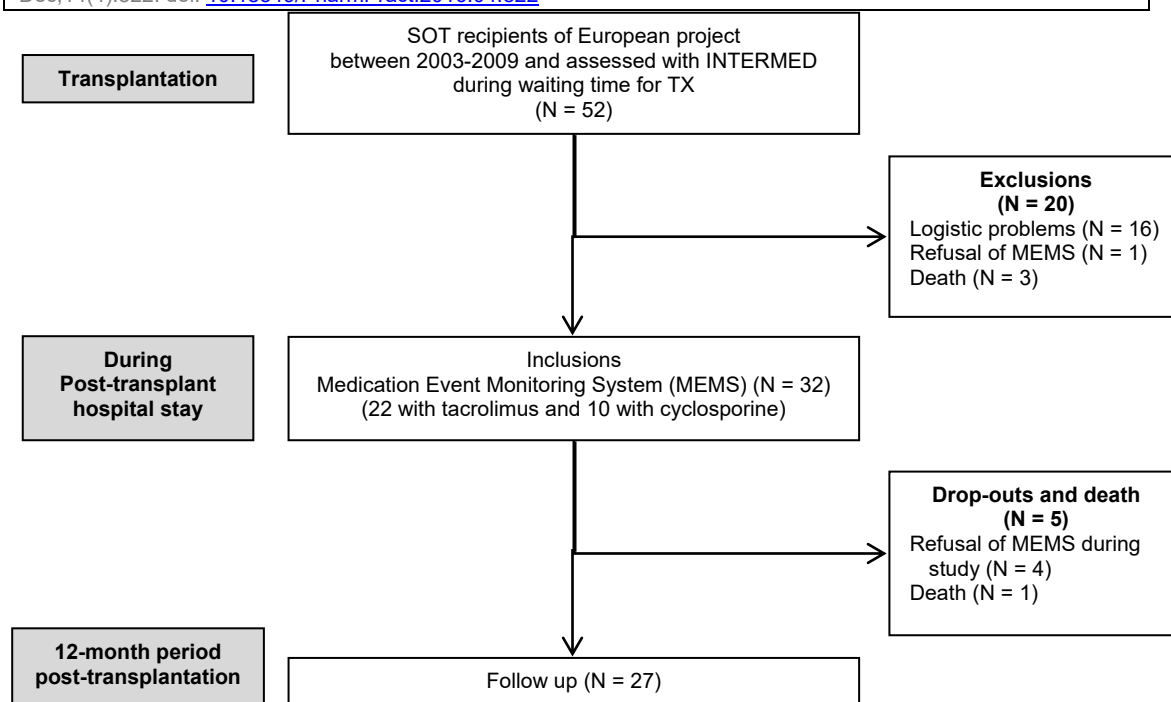 SOT recipients of European project
between 2003-2009 and assessed with INTERMED
during waiting time for TX
(N = 52)
Transplantation
Exclusions
(N = 20)
Logistic problems (N = 16)
Refusal of MEMS (N = 1)
Death (N = 3)
During
Post-transplant
hospital stay
Inclusions
Medication Event Monitoring System (MEMS) (N = 32)
(22 with tacrolimus and 10 with cyclosporine)
Drop-outs and death
(N = 5)
Refusal of MEMS during
study (N = 4)
Death (N = 1)
12-month period
post-transplantation
Follow up (N = 27)